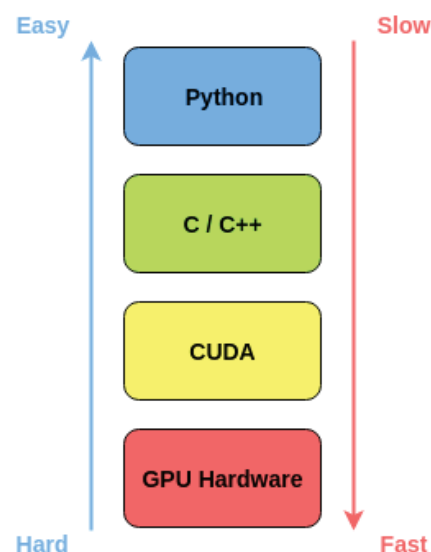 Easy
Slow
Python
C / C++
CUDA
GPU Hardware
Hard
Fast